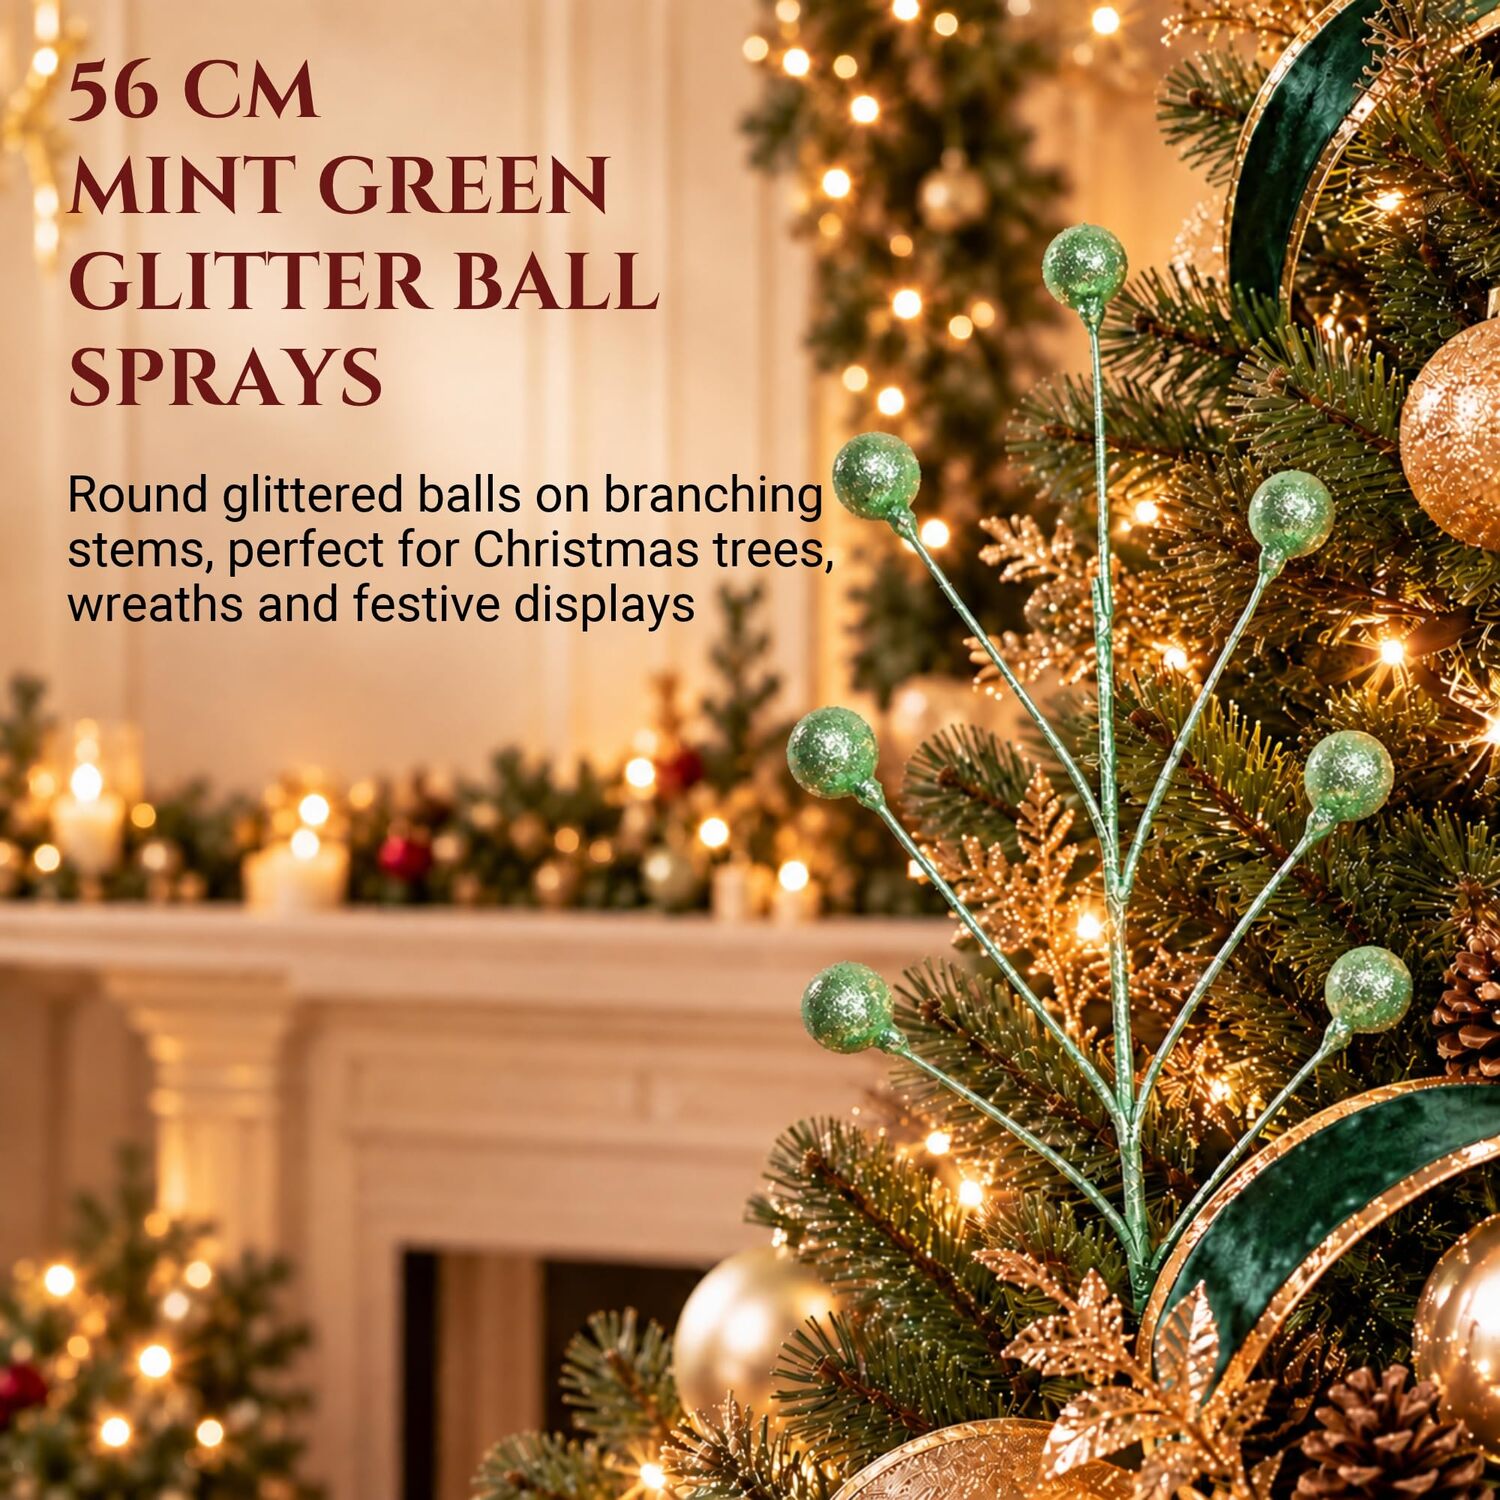 56 CM
MINT GREEN
GLITTER BALL
SPRAYS
Round glittered balls on branching
stems, perfect for Christmas trees,
wreaths and festive displays